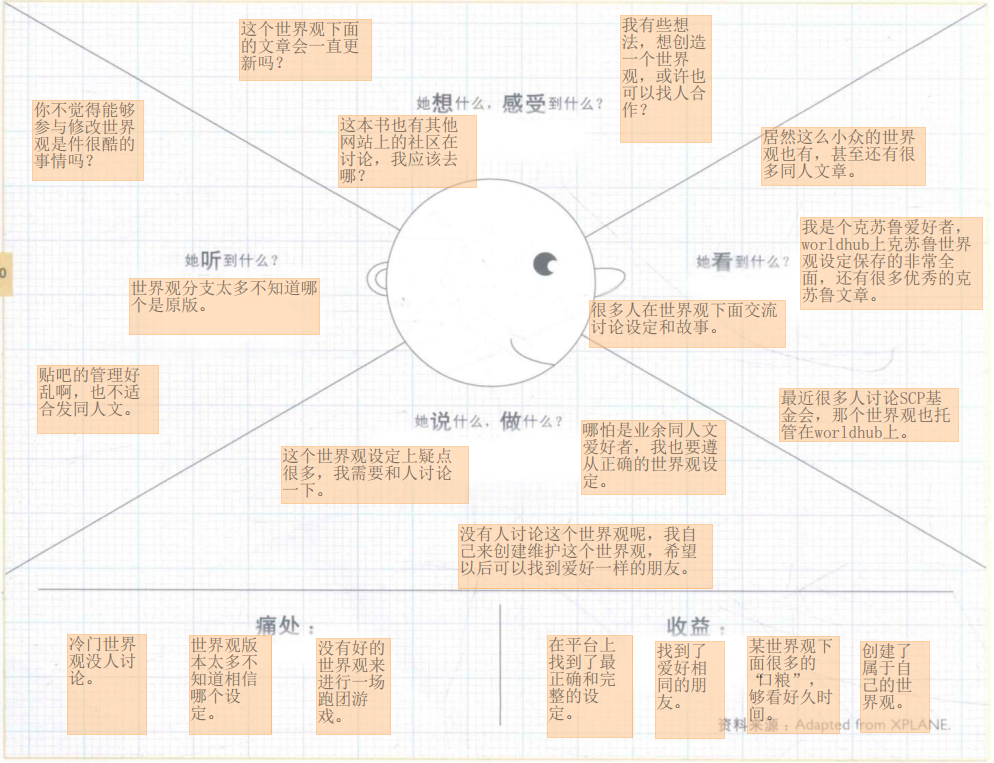 这个世界观下面
的文章会一直更
新吗？
我有些想
法，想创造
一个世界
观，或许也
可以找人合
作？
她想什么，感受到什么？
你不觉得能够
参与修改世界
观是件很酷的
事情吗？
这本书也有其他
网站上的社区在
讨论，我应该去
哪？
居然这么小众的世界
观也有，甚至还有很
多同人文章。
我是个克苏鲁爱好者，
worldhub上克苏鲁世界
观设定保存的非常全
面，还有很多优秀的克
苏鲁文章。
她听到什么？
她看到什么？
0
世界观分支太多不知道哪
个是原版。
很多人在世界观下面交流
讨论设定和故事。
贴吧的管理好
乱啊，也不适
合发同人文。
最近很多人讨论SCP基
金会，那个世界观也托
管在worldhub上。
她说什么，做什么？
这个世界观设定上疑点
很多，我需要和人讨论
一下。
哪怕是业余同人文
爱好者，我也要遵
从正确的世界观设
定。
没有人讨论这个世界观呢，我自
己来创建维护这个世界观，希望
以后可以找到爱好一样的朋友。
痛处：
冷门世界
观没人讨
论。
世界观版
本太多不
知道相信
哪个设
定。
没有好的
世界观来
进行一场
跑团游
戏。
收益：
在平台上
找到了最
正确和完
整的设
定。
找到了
爱好相
同的朋
友。
某世界观下
面很多的
“口粮”，
够看好久时
间。
创建了
属于自
己的世
界观。
资料来源：Adapted from XPLANE.